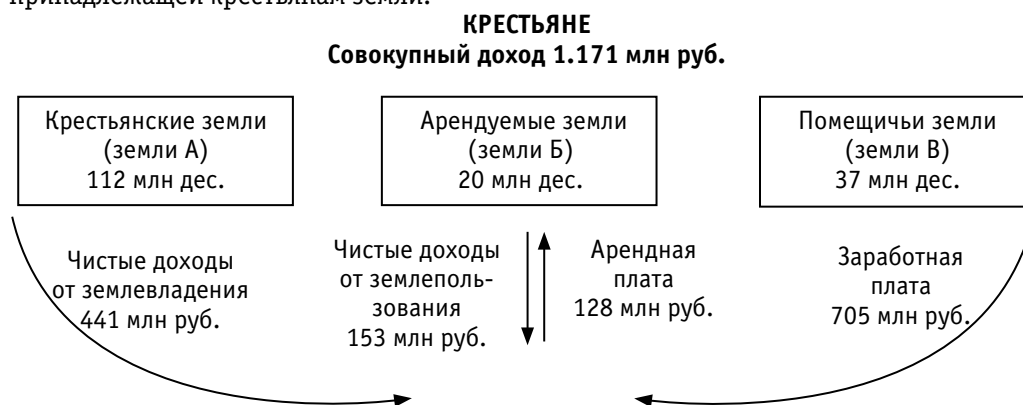 принадлежащей крестьянам земли.
КРЕСТЬЯНЕ
Совокупный доход 1.171 млн руб.
Крестьянские земли
(земли А)
112 млн дес.
Арендуемые земли
(земли Б)
20 млн дес.
Помещичьи земли
(земли В)
37 млн дес.
Чистые доходы
от землевладения
441 млн руб.
Чистые доходы
от землеполь-
зования
153 млн руб.
Арендная
плата
128 млн руб.
Заработная
плата
705 млн руб.